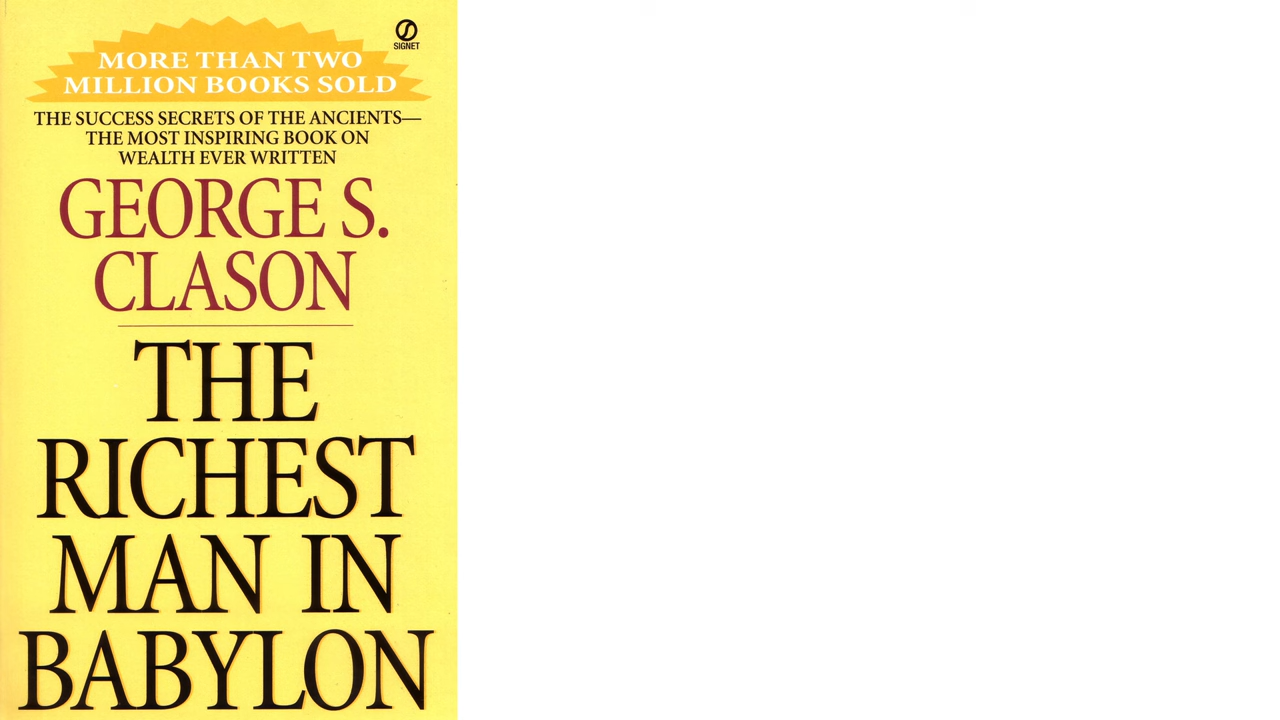 SIGNET
MORE THAN TWO
MILLION BOOKS SOLD
THE SUCCESS SECRETS OF THE ANCIENTS—
THE MOST INSPIRING BOOK ON
WEALTH EVER WRITTEN
GEORGE S.
CLASON
THE
RICHEST
MAN IN
BABYLON